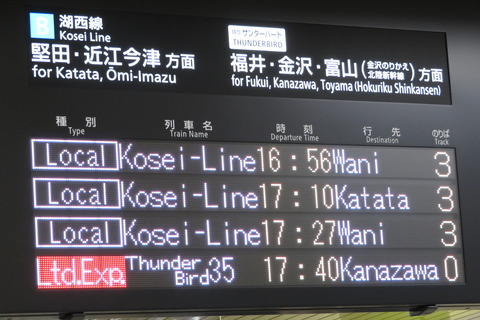 B 湖西線
Kosei Line
堅田・近江今津 方面
for Katata, Ōmi-Imazu
特急 サンダーバード
THUNDERBIRD
福井・金沢・富山 (金沢のりかえ 北陸新幹線) 方面
for Fukui, Kanazawa, Toyama (Hokuriku Shinkansen)
種別 列車名 時刻 行先 のりば
Type Train Name Departure Time Destination Track
Local Kosei-Line 16:56 Wani 3
Local Kosei-Line 17:10 Katata 3
Local Kosei-Line 17:27 Wani 3
Ltd.Exp. Thunder Bird 35 17:40 Kanazawa 0